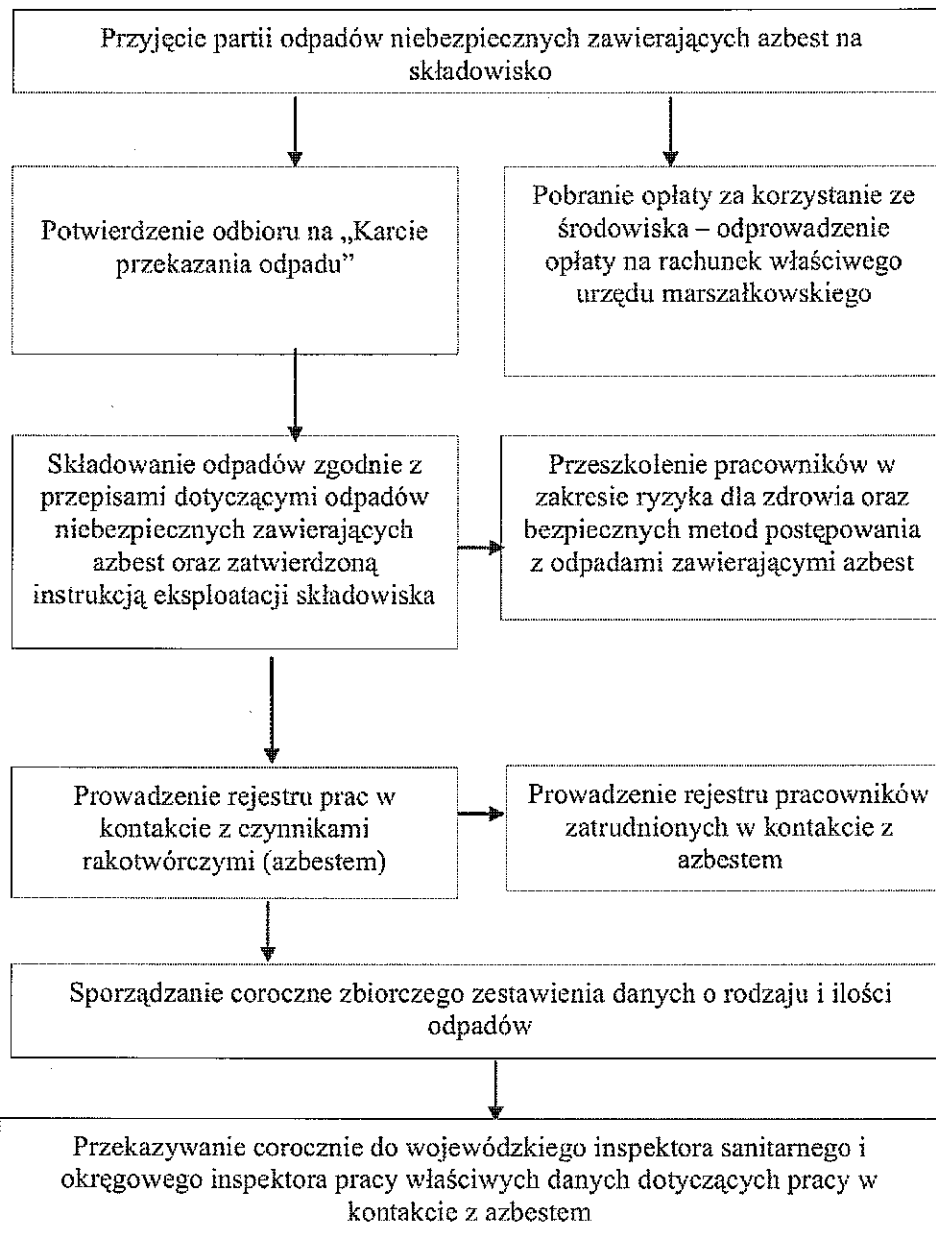 Przyjęcie partii odpadów niebezpiecznych zawierających azbest na
składowisko
Potwierdzenie odbioru na „Karcie
przekazania odpadu”
Pobranie opłaty za korzystanie ze
środowiska – odprowadzenie
opłaty na rachunek właściwego
urzędu marszałkowskiego
Składowanie odpadów zgodnie z
przepisami dotyczącymi odpadów
niebezpiecznych zawierających
azbest oraz zatwierdzoną
instrukcją eksploatacji składowiska
Przeszkolenie pracowników w
zakresie ryzyka dla zdrowia oraz
bezpiecznych metod postępowania
z odpadami zawierającymi azbest
Prowadzenie rejestru prac w
kontakcie z czynnikami
rakotwórczymi (azbestem)
Prowadzenie rejestru pracowników
zatrudnionych w kontakcie z
azbestem
Sporządzanie coroczne zbiorczego zestawienia danych o rodzaju i ilości
odpadów
Przekazywanie corocznie do wojewódzkiego inspektora sanitarnego i
okręgowego inspektora pracy właściwych danych dotyczących pracy w
kontakcie z azbestem